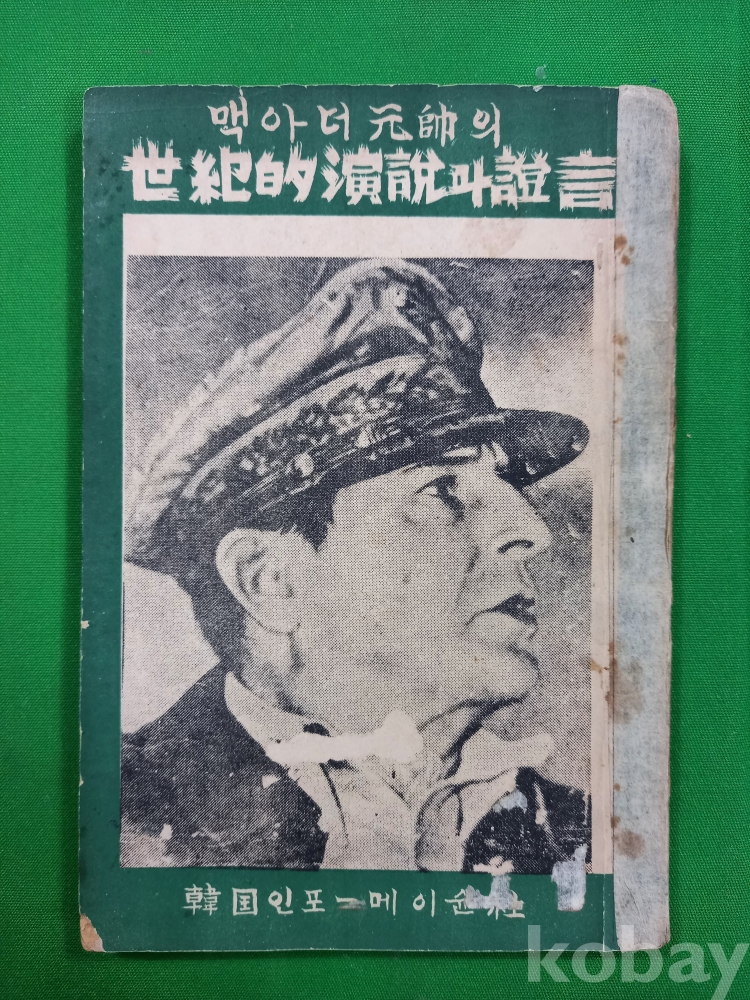 맥아더 元帥의
世紀的演說과證言
韓国인포ー메이슌社
kobay